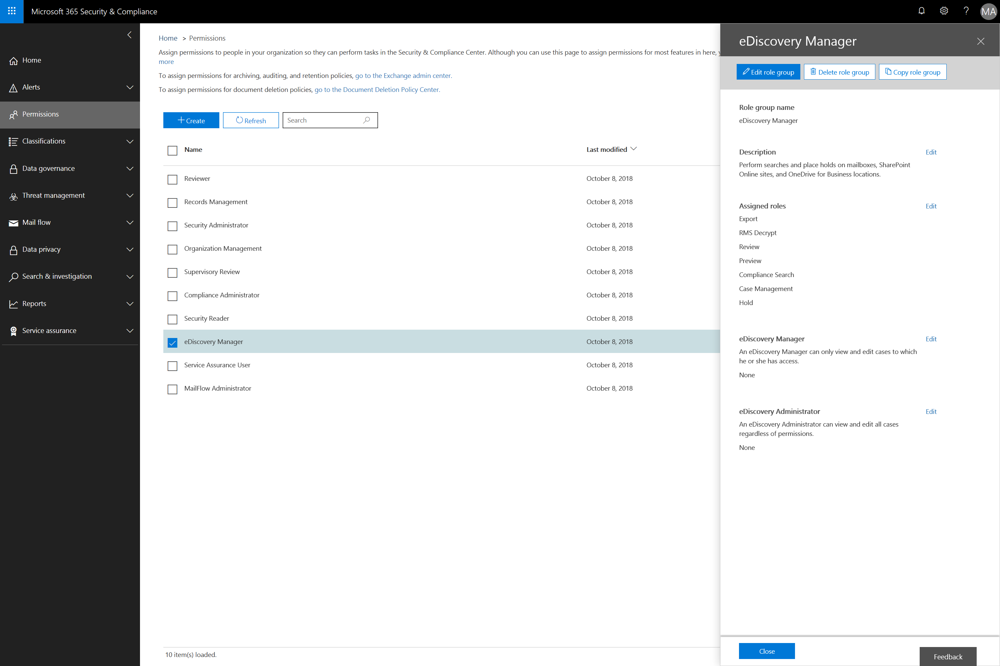 Microsoft 365 Security & Compliance
MA
Home
Alerts
Permissions
Classifications
Data governance
Threat management
Mail flow
Data privacy
Search & investigation
Reports
Service assurance
Home > Permissions
Assign permissions to people in your organization so they can perform tasks in the Security & Compliance Center. Although you can use this page to assign permissions for most features in here,
more
To assign permissions for archiving, auditing, and retention policies, go to the Exchange admin center.
To assign permissions for document deletion policies, go to the Document Deletion Policy Center.
Create Refresh Search
Name Last modified
Reviewer October 8, 2018
Records Management October 8, 2018
Security Administrator October 8, 2018
Organization Management October 8, 2018
Supervisory Review October 8, 2018
Compliance Administrator October 8, 2018
Security Reader October 8, 2018
eDiscovery Manager October 8, 2018
Service Assurance User October 8, 2018
MailFlow Administrator October 8, 2018
10 item(s) loaded.
eDiscovery Manager
Edit role group Delete role group Copy role group
Role group name
eDiscovery Manager
Description Edit
Perform searches and place holds on mailboxes, SharePoint
Online sites, and OneDrive for Business locations.
Assigned roles Edit
Export
RMS Decrypt
Review
Preview
Compliance Search
Case Management
Hold
eDiscovery Manager Edit
An eDiscovery Manager can only view and edit cases to which
he or she has access.
None
eDiscovery Administrator Edit
An eDiscovery Administrator can view and edit all cases
regardless of permissions.
None
Close
Feedback